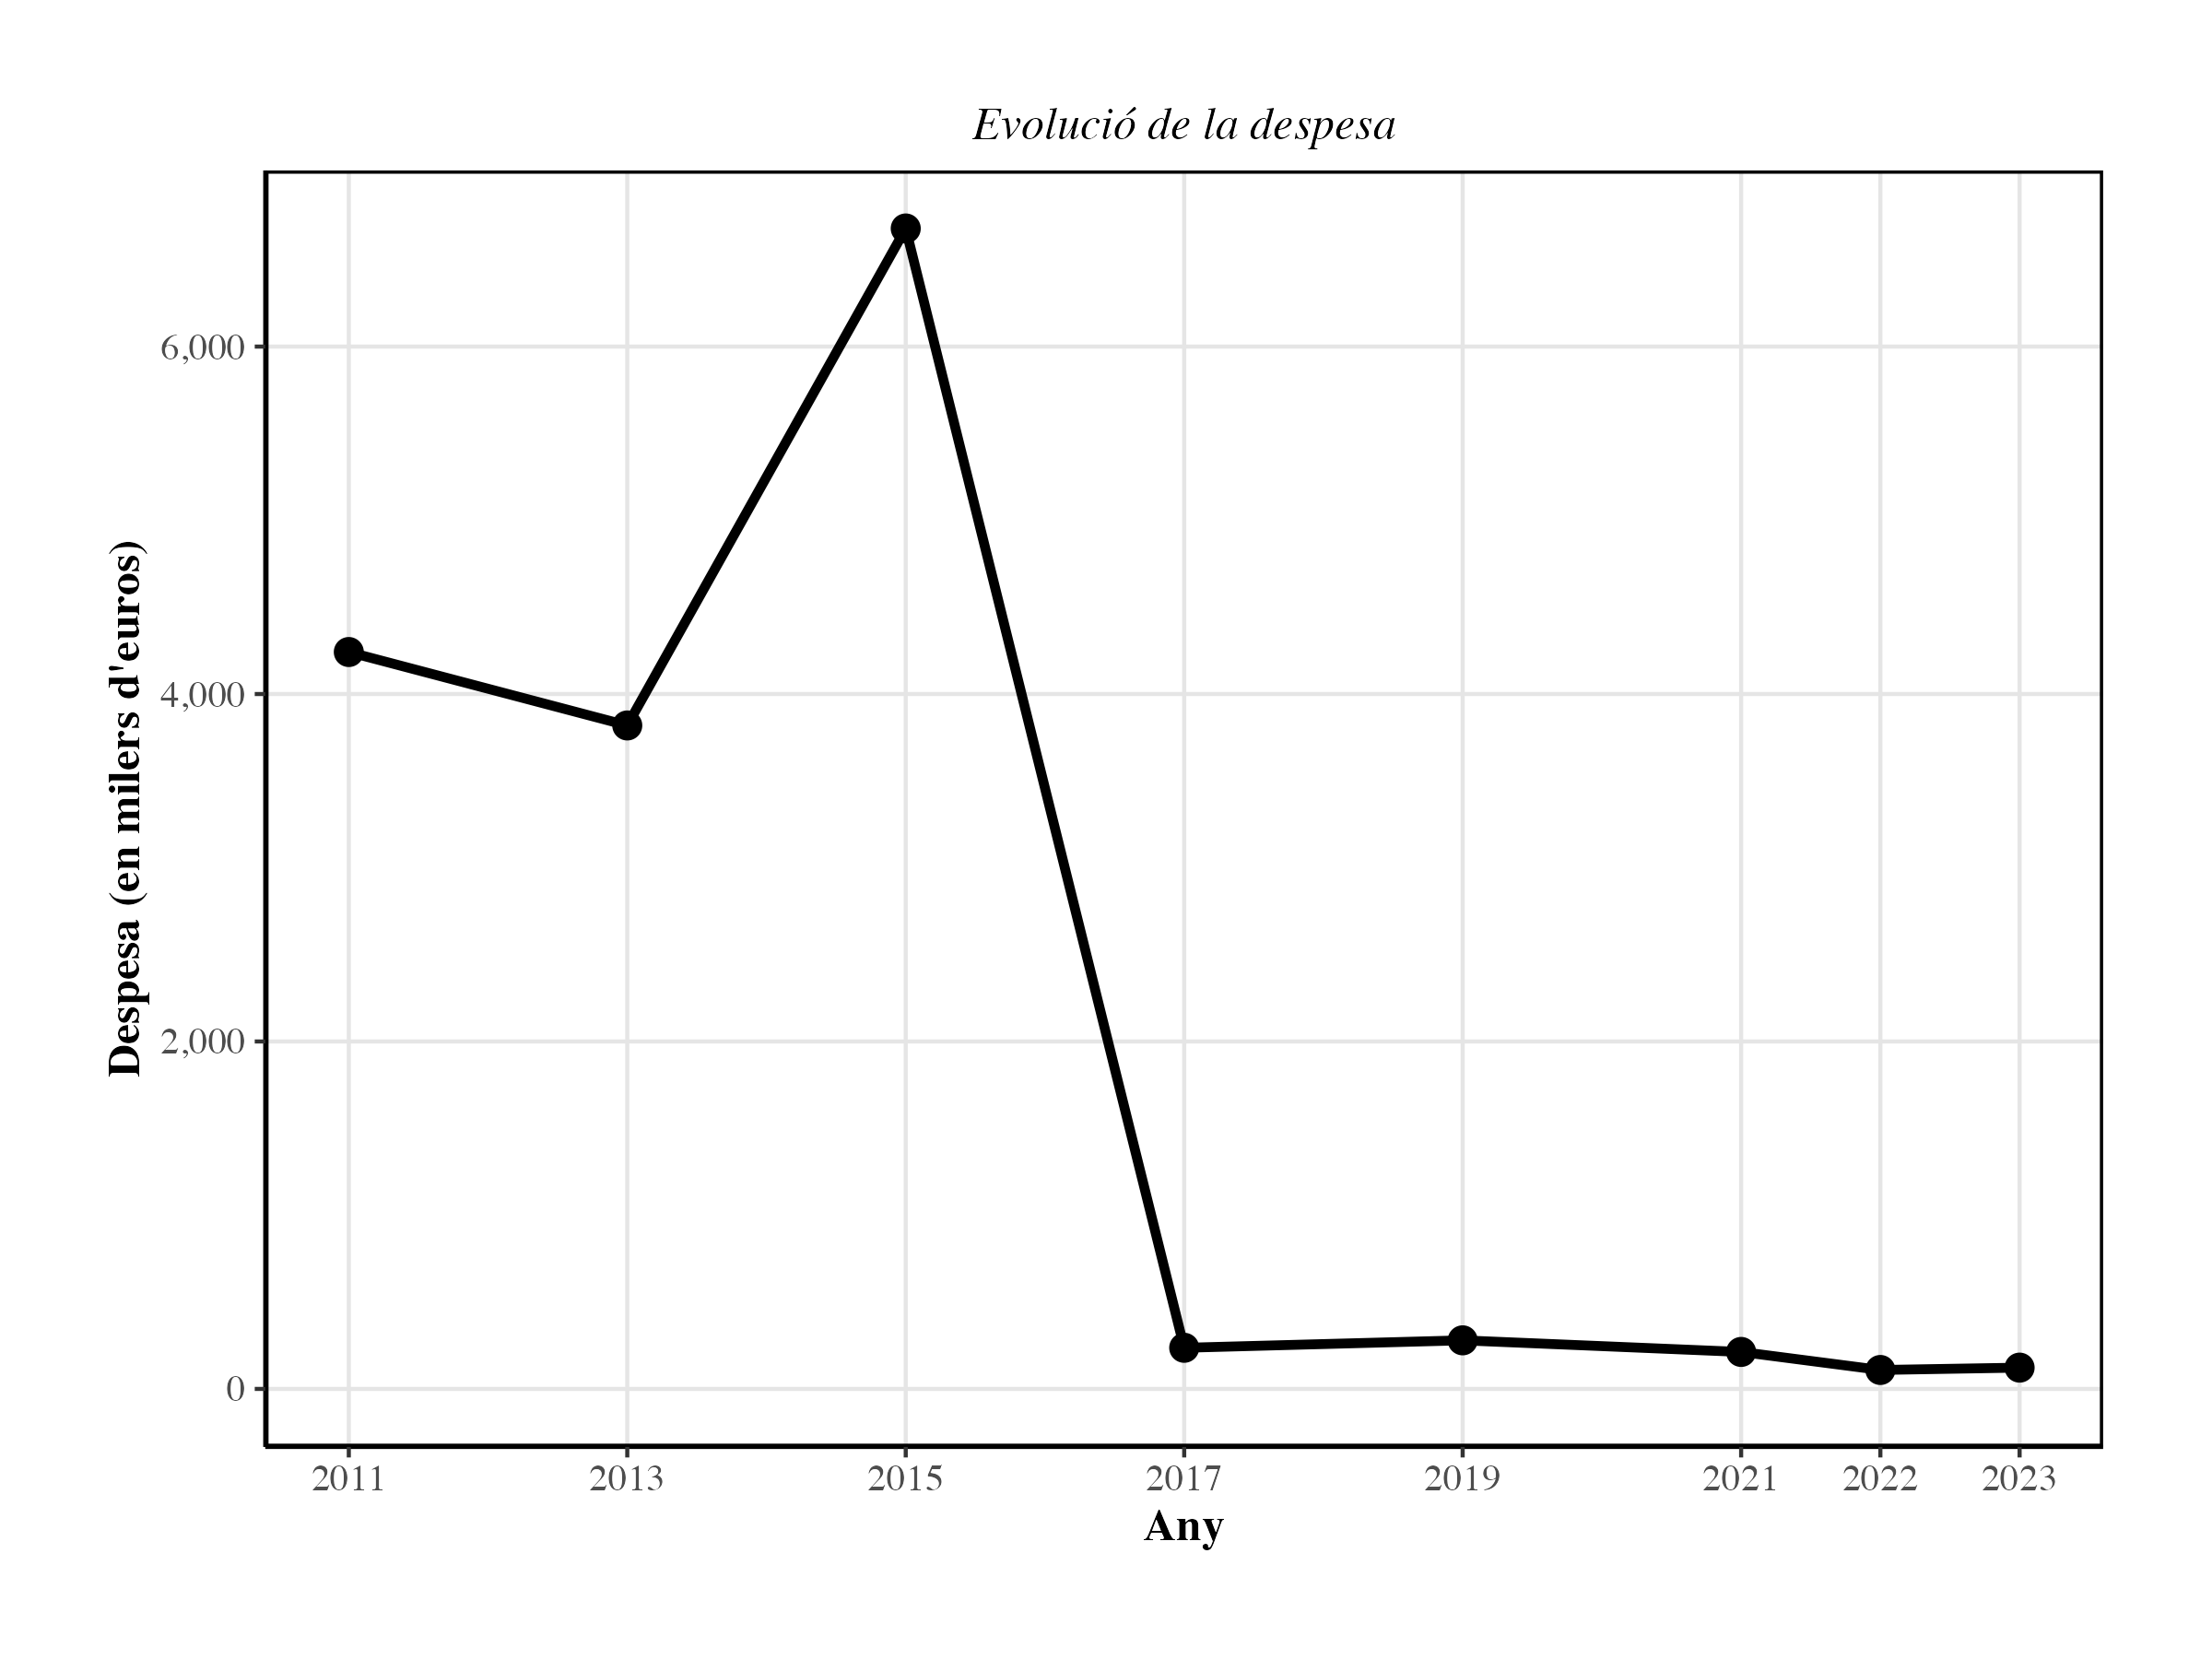 Evolució de la despesa
Despesa (en milers d'euros)
6,000
4,000
2,000
0
2011 2013 2015 2017 2019 2021 2022 2023
Any